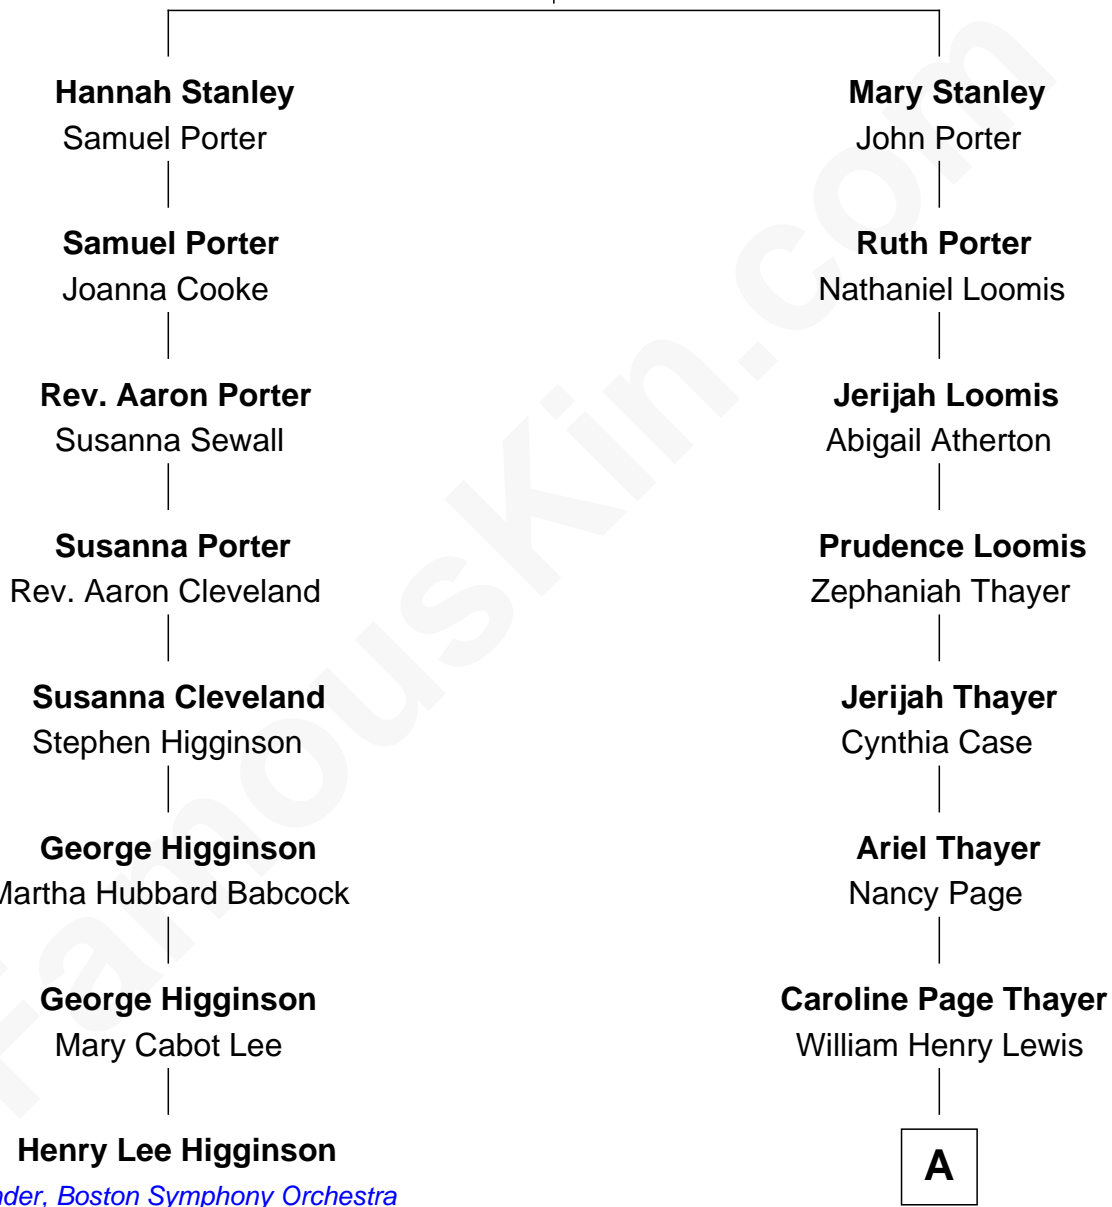 Hannah Stanley
Samuel Porter
Samuel Porter
Joanna Cooke
Rev. Aaron Porter
Susanna Sewall
Susanna Porter
Rev. Aaron Cleveland
Susanna Cleveland
Stephen Higginson
George Higginson
Martha Hubbard Babcock
George Higginson
Mary Cabot Lee
Henry Lee Higginson
nder, Boston Symphony Orchestra
Mary Stanley
John Porter
Ruth Porter
Nathaniel Loomis
Jerijah Loomis
Abigail Atherton
Prudence Loomis
Zephaniah Thayer
Jerijah Thayer
Cynthia Case
Ariel Thayer
Nancy Page
Caroline Page Thayer
William Henry Lewis
A
FamousKin.com